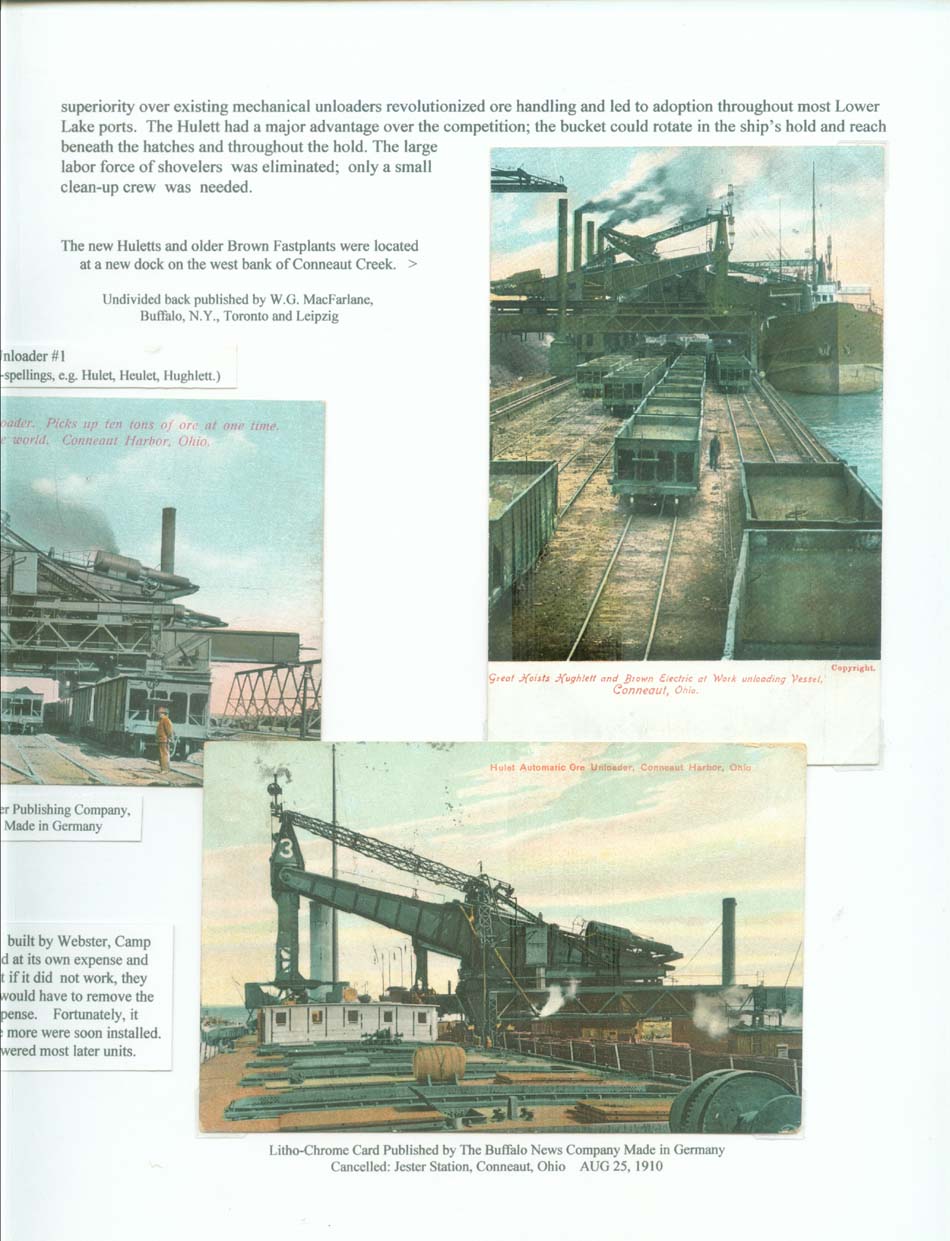 superiority over existing mechanical unloaders revolutionized ore handling and led to adoption throughout most Lower
Lake ports. The Hulett had a major advantage over the competition; the bucket could rotate in the ship's hold and reach
beneath the hatches and throughout the hold. The large
labor force of shovelers was eliminated; only a small
clean-up crew was needed.
The new Huletts and older Brown Fastplants were located
at a new dock on the west bank of Conneaut Creek. >
Undivided back published by W.G. MacFarlane,
Buffalo, N.Y., Toronto and Leipzig
nloader #1
-spellings, e.g. Hulet, Heulet, Hughlett.)
oader. Picks up ten tons of ore at one time.
e world. Conneaut Harbor, Ohio.
Copyright.
Great Hoists Hughlett and Brown Electric at Work unloading Vessel,
Conneaut, Ohio.
Hulet Automatic Ore Unloader, Conneaut Harbor, Ohio
3
er Publishing Company,
Made in Germany
built by Webster, Camp
d at its own expense and
t if it did not work, they
would have to remove the
pense. Fortunately, it
more were soon installed.
wered most later units.
Litho-Chrome Card Published by The Buffalo News Company Made in Germany
Cancelled: Jester Station, Conneaut, Ohio AUG 25, 1910